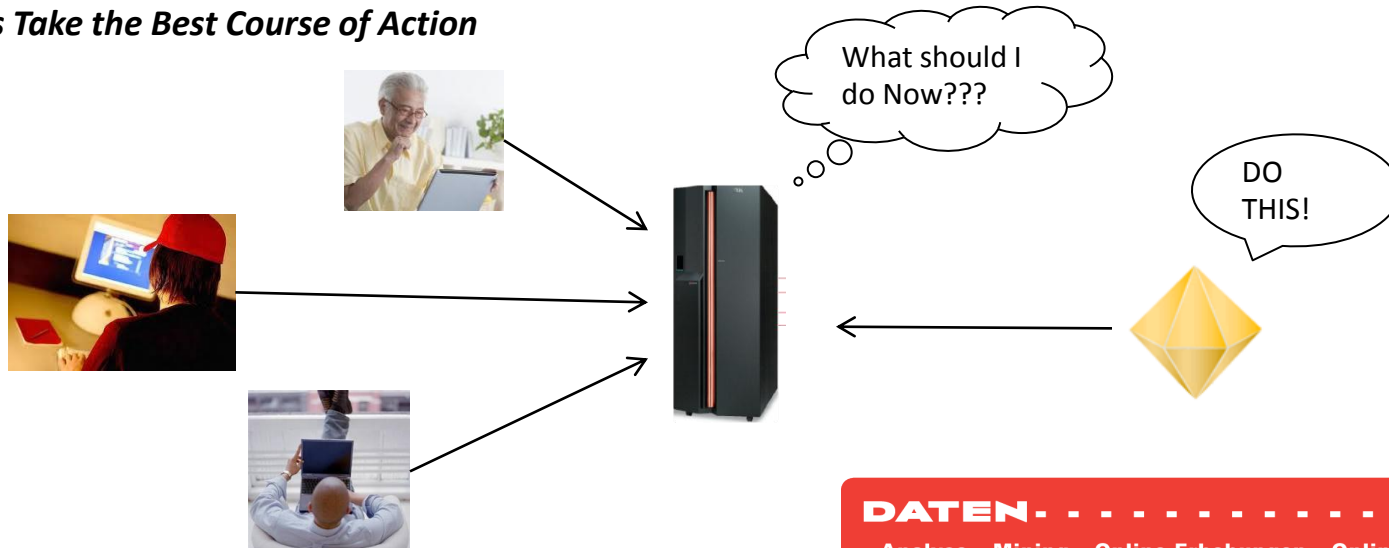 Take the Best Course of Action
What should I
do Now???
DO
THIS!
DATEN- - - - - - - - - - -